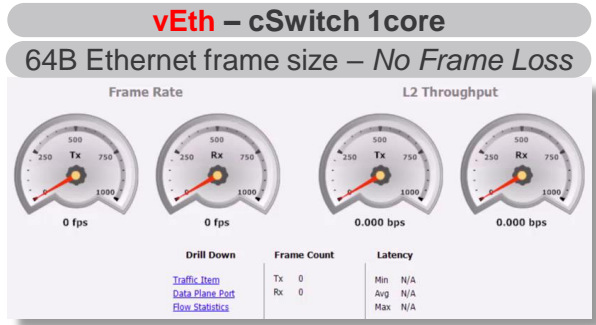 vEth – cSwitch 1core
64B Ethernet frame size – No Frame Loss
Frame Rate
L2 Throughput
500
250 Tx 750
0 1000
0 fps
500
250 Rx 750
0 1000
0 fps
500
250 Tx 750
0 1000
0.000 bps
500
250 Rx 750
0 1000
0.000 bps
Drill Down Frame Count Latency
Traffic Item Tx 0 Min N/A
Data Plane Port Rx 0 Avg N/A
Flow Statistics Max N/A